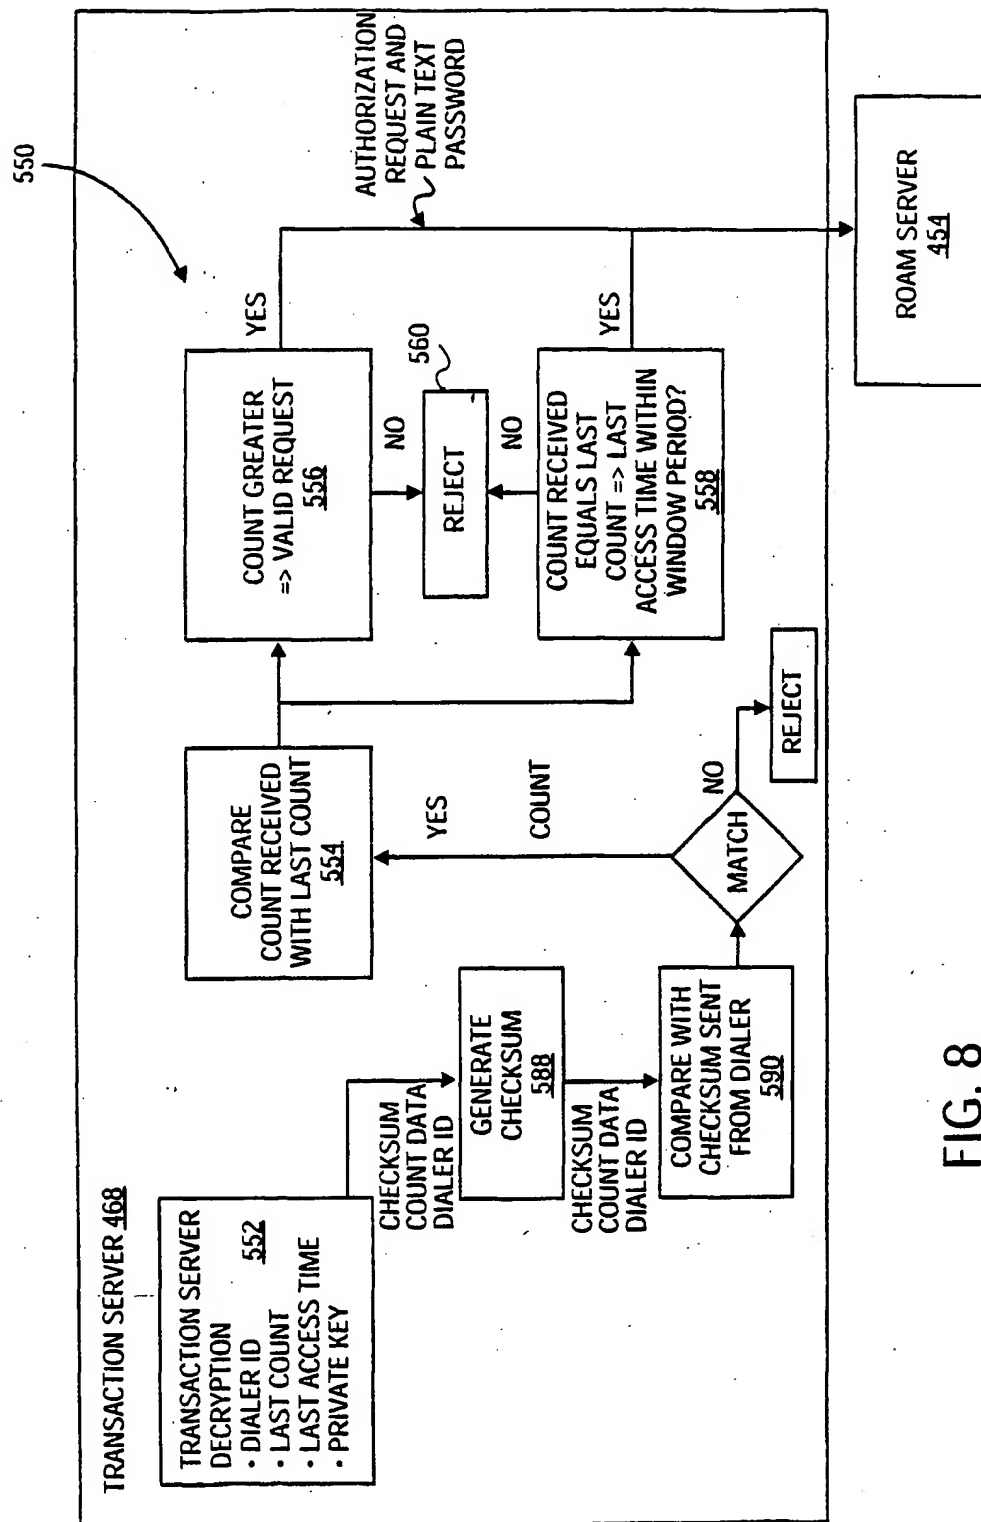 550
TRANSACTION SERVER 468
TRANSACTION SERVER
DECRYPTION
• DIALER ID 552
• LAST COUNT
• LAST ACCESS TIME
• PRIVATE KEY
CHECKSUM
COUNT DATA
DIALER ID
GENERATE
CHECKSUM
588
CHECKSUM
COUNT DATA
DIALER ID
COMPARE WITH
CHECKSUM SENT
FROM DIALER
590
MATCH
NO
REJECT
YES
COUNT
COMPARE
COUNT RECEIVED
WITH LAST COUNT
554
COUNT GREATER
=> VALID REQUEST
556
YES
NO
REJECT
560
NO
COUNT RECEIVED
EQUALS LAST
COUNT => LAST
ACCESS TIME WITHIN
WINDOW PERIOD?
558
YES
AUTHORIZATION
REQUEST AND
PLAIN TEXT
PASSWORD
ROAM SERVER
454
FIG. 8